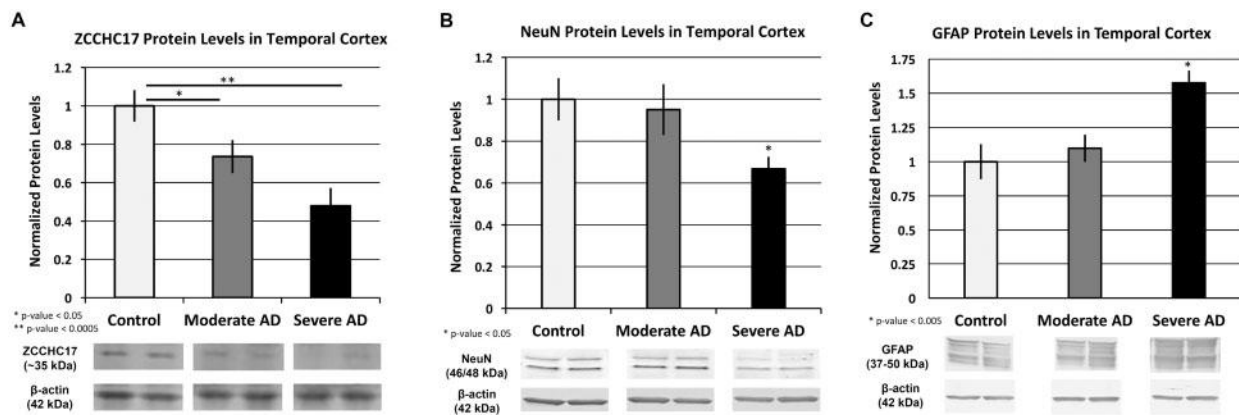 A
ZCCHC17 Protein Levels in Temporal Cortex
Normalized Protein Levels
1.2
1
0.8
0.6
0.4
0.2
0
**
*
* p-value < 0.05
** p-value < 0.0005
Control Moderate AD Severe AD
ZCCHC17
(~35 kDa)
β-actin
(42 kDa)
B
NeuN Protein Levels in Temporal Cortex
Normalized Protein Levels
1.2
1
0.8
0.6
0.4
0.2
0
*
* p-value < 0.05
Control Moderate AD Severe AD
NeuN
(46/48 kDa)
β-actin
(42 kDa)
C
GFAP Protein Levels in Temporal Cortex
Normalized Protein Levels
1.75
1.5
1.25
1
0.75
0.5
0.25
0
*
* p-value < 0.005
Control Moderate AD Severe AD
GFAP
(37-50 kDa)
β-actin
(42 kDa)